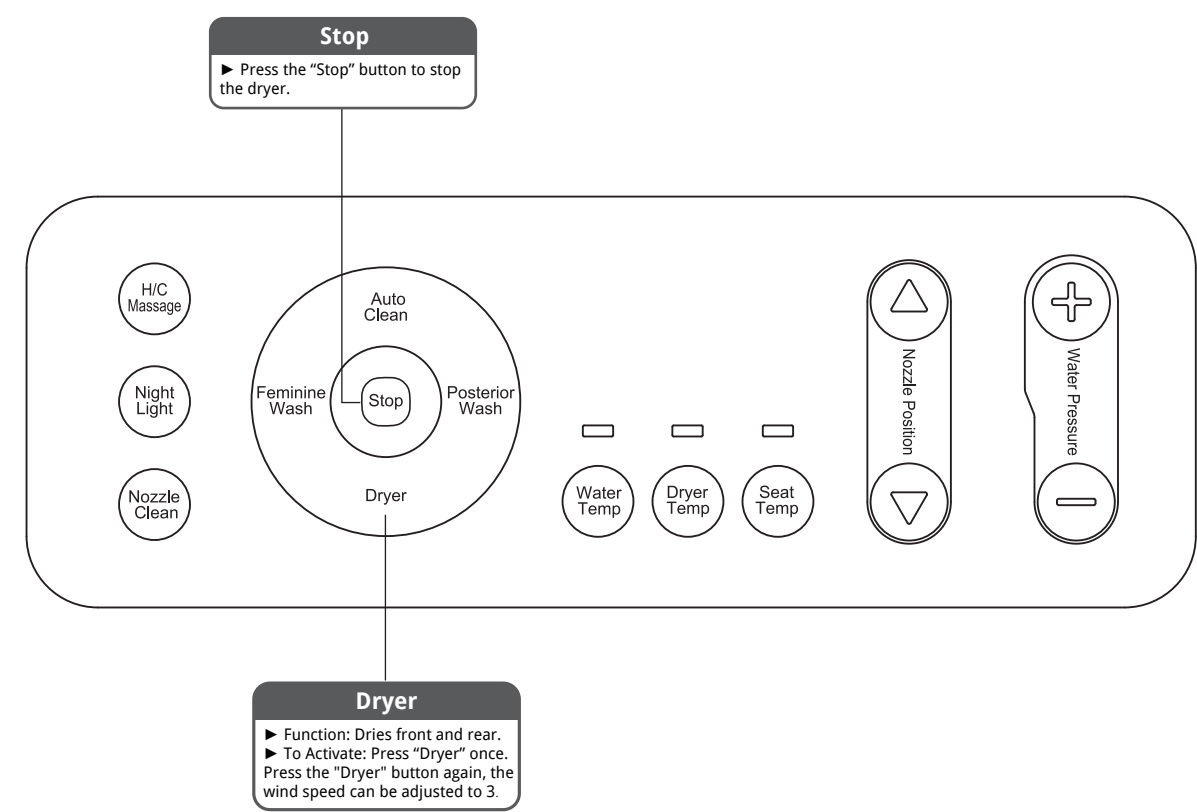 Stop
► Press the “Stop” button to stop
the dryer.
H/C
Massage
Night
Light
Nozzle
Clean
Auto
Clean
Feminine
Wash
Stop
Posterior
Wash
Dryer
Water
Temp
Dryer
Temp
Seat
Temp
Nozzle Position
Water Pressure
Dryer
► Function: Dries front and rear.
► To Activate: Press “Dryer” once.
Press the "Dryer" button again, the
wind speed can be adjusted to 3.